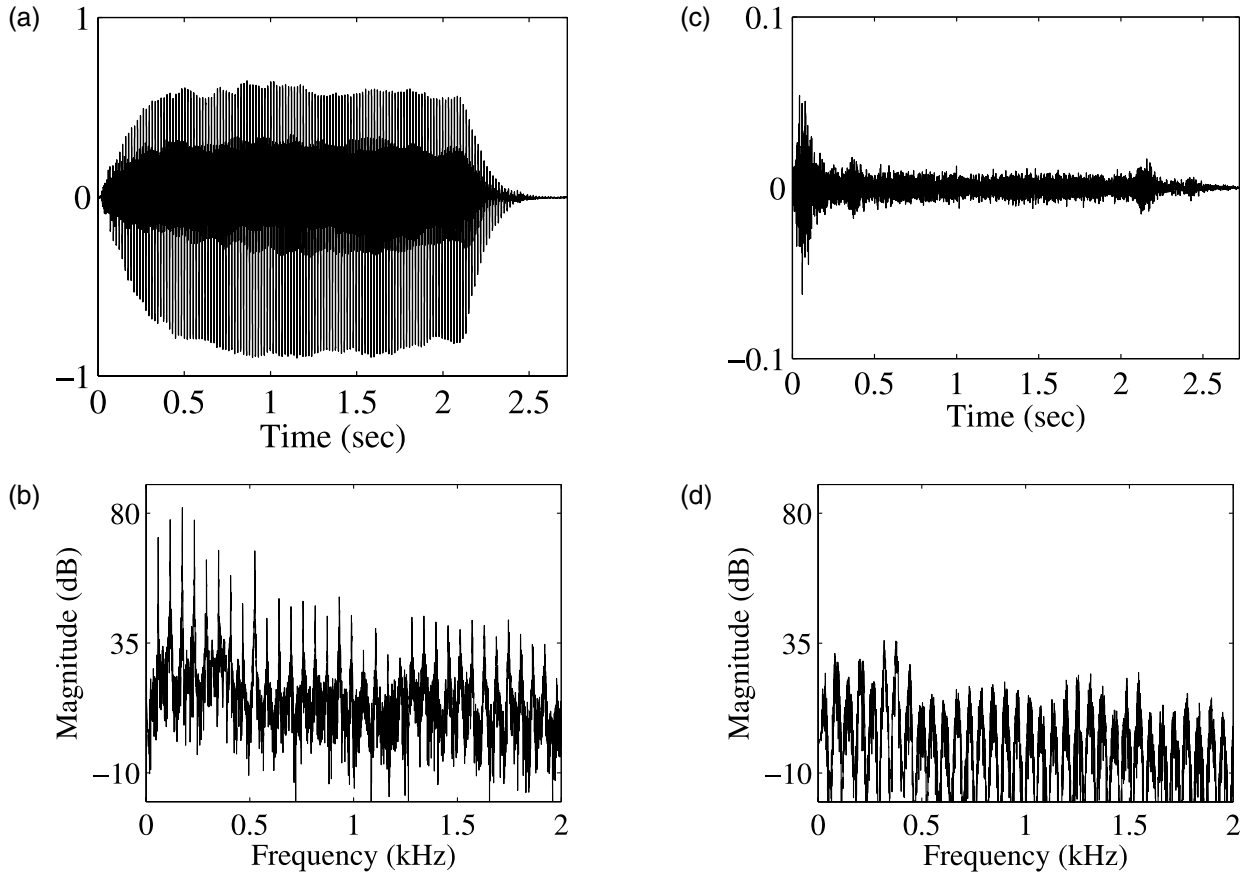 (a)
1
0
−1
0 0.5 1 1.5 2 2.5
Time (sec)
(b)
80
35
−10
Magnitude (dB)
0 0.5 1 1.5 2
Frequency (kHz)
(c)
0.1
0
−0.1
0 0.5 1 1.5 2 2.5
Time (sec)
(d)
80
35
−10
Magnitude (dB)
0 0.5 1 1.5 2
Frequency (kHz)